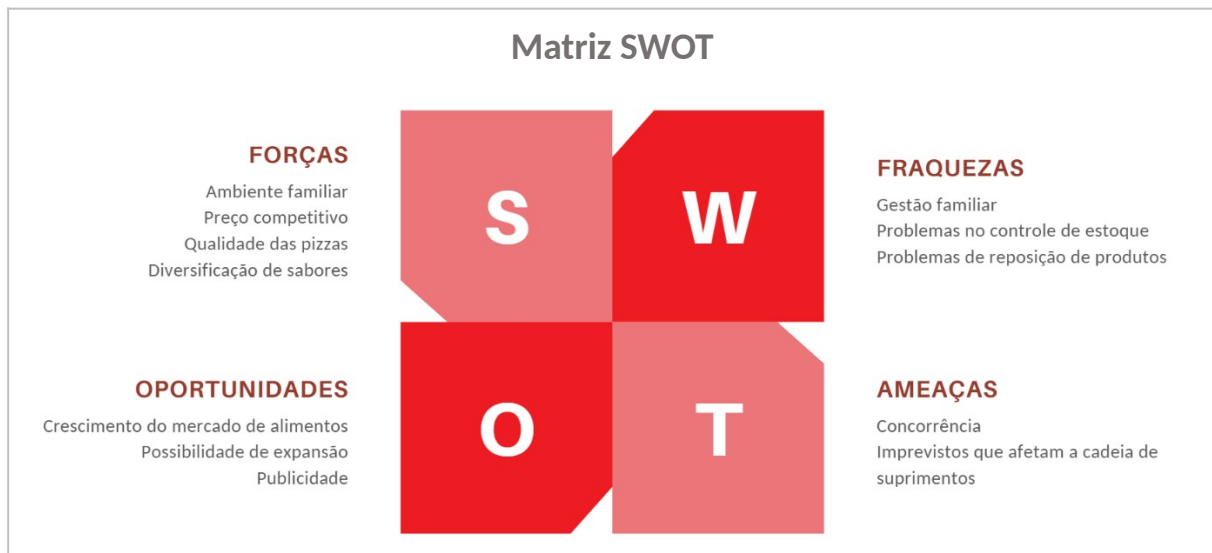 Matriz SWOT
FORÇAS
Ambiente familiar
Preço competitivo
Qualidade das pizzas
Diversificação de sabores
S
W
FRAQUEZAS
Gestão familiar
Problemas no controle de estoque
Problemas de reposição de produtos
OPORTUNIDADES
Crescimento do mercado de alimentos
Possibilidade de expansão
Publicidade
O
T
AMEAÇAS
Concorrência
Imprevistos que afetam a cadeia de
suprimentos